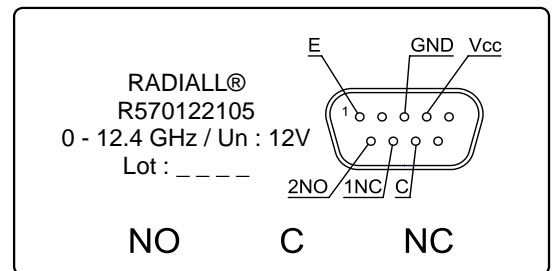 E GND Vcc
RADIALL®
R570122105
0 - 12.4 GHz / Un : 12V
Lot : _ _ _ _
1
2NO 1NC C
NO C NC